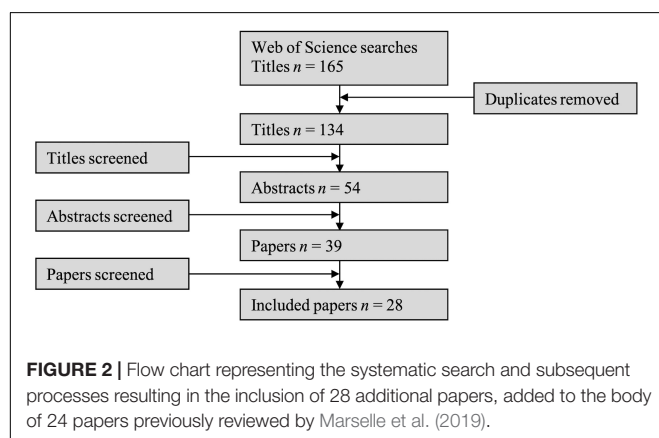 Web of Science searches
Titles n = 165
Duplicates removed
Titles n = 134
Titles screened
Abstracts n = 54
Abstracts screened
Papers n = 39
Papers screened
Included papers n = 28
FIGURE 2 | Flow chart representing the systematic search and subsequent
processes resulting in the inclusion of 28 additional papers, added to the body
of 24 papers previously reviewed by Marselle et al. (2019).